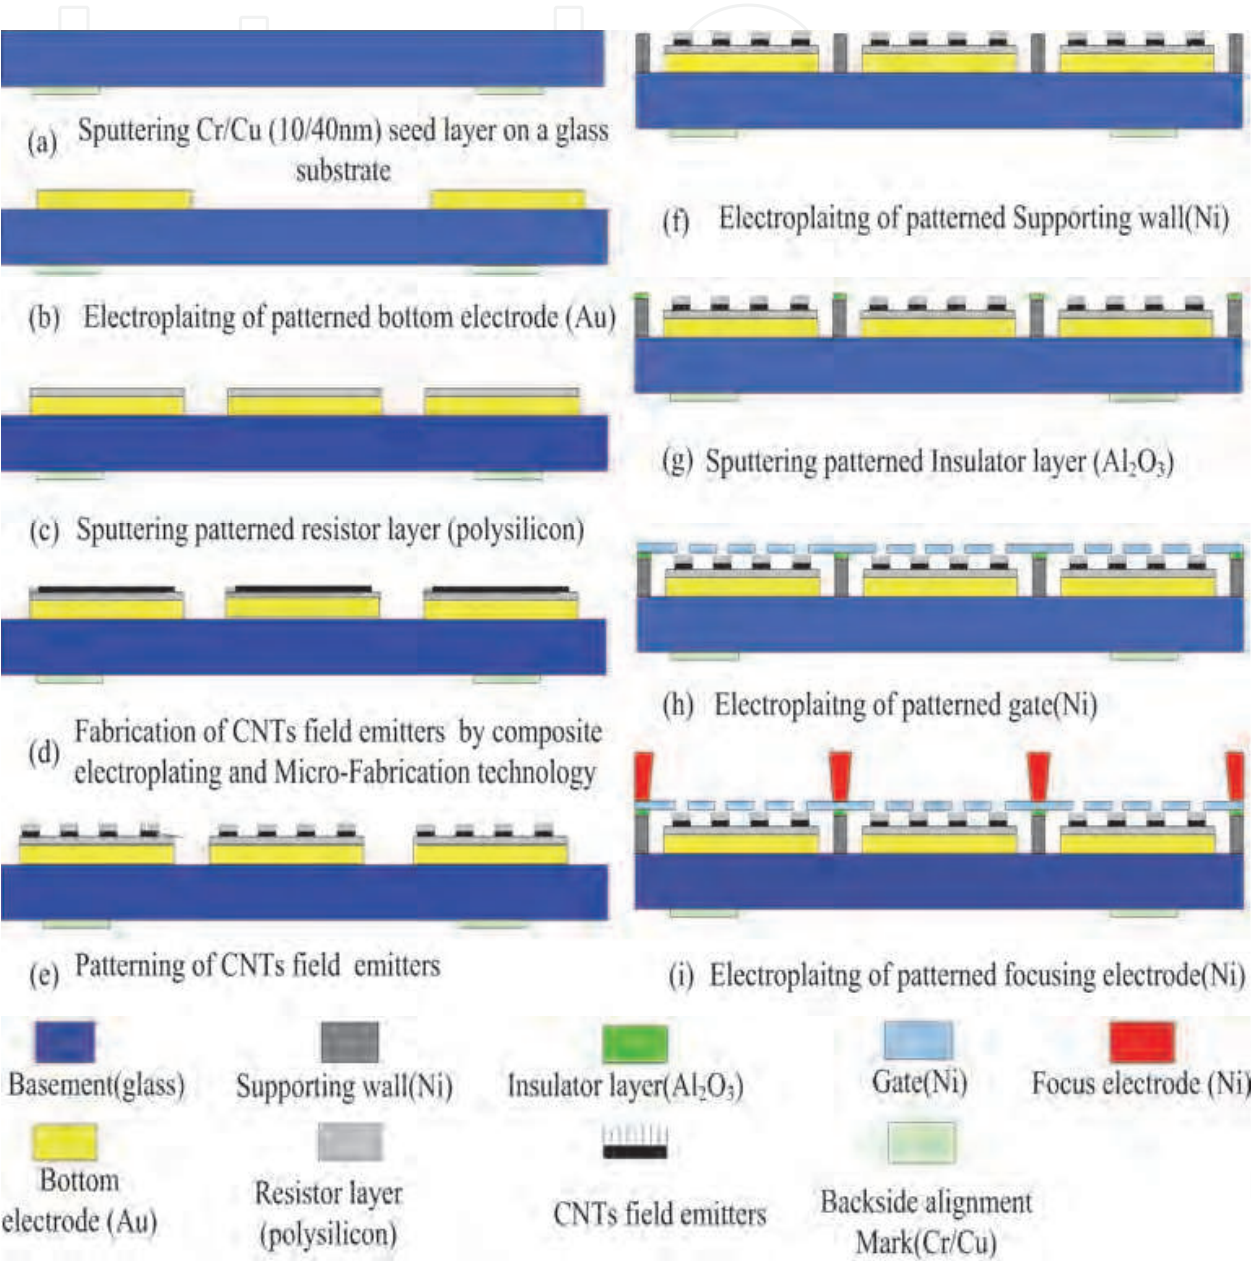 (a) Sputtering Cr/Cu (10/40nm) seed layer on a glass
substrate
(b) Electroplaitng of patterned bottom electrode (Au)
(c) Sputtering patterned resistor layer (polysilicon)
(d) Fabrication of CNTs field emitters by composite
electroplating and Micro-Fabrication technology
(e) Patterning of CNTs field emitters
(f) Electroplaitng of patterned Supporting wall(Ni)
(g) Sputtering patterned Insulator layer (Al₂O₃)
(h) Electroplaitng of patterned gate(Ni)
(i) Electroplaitng of patterned focusing electrode(Ni)
Basement(glass)
Supporting wall(Ni)
Insulator layer(Al₂O₃)
Gate(Ni)
Focus electrode (Ni)
Bottom
electrode (Au)
Resistor layer
(polysilicon)
CNTs field emitters
Backside alignment
Mark(Cr/Cu)